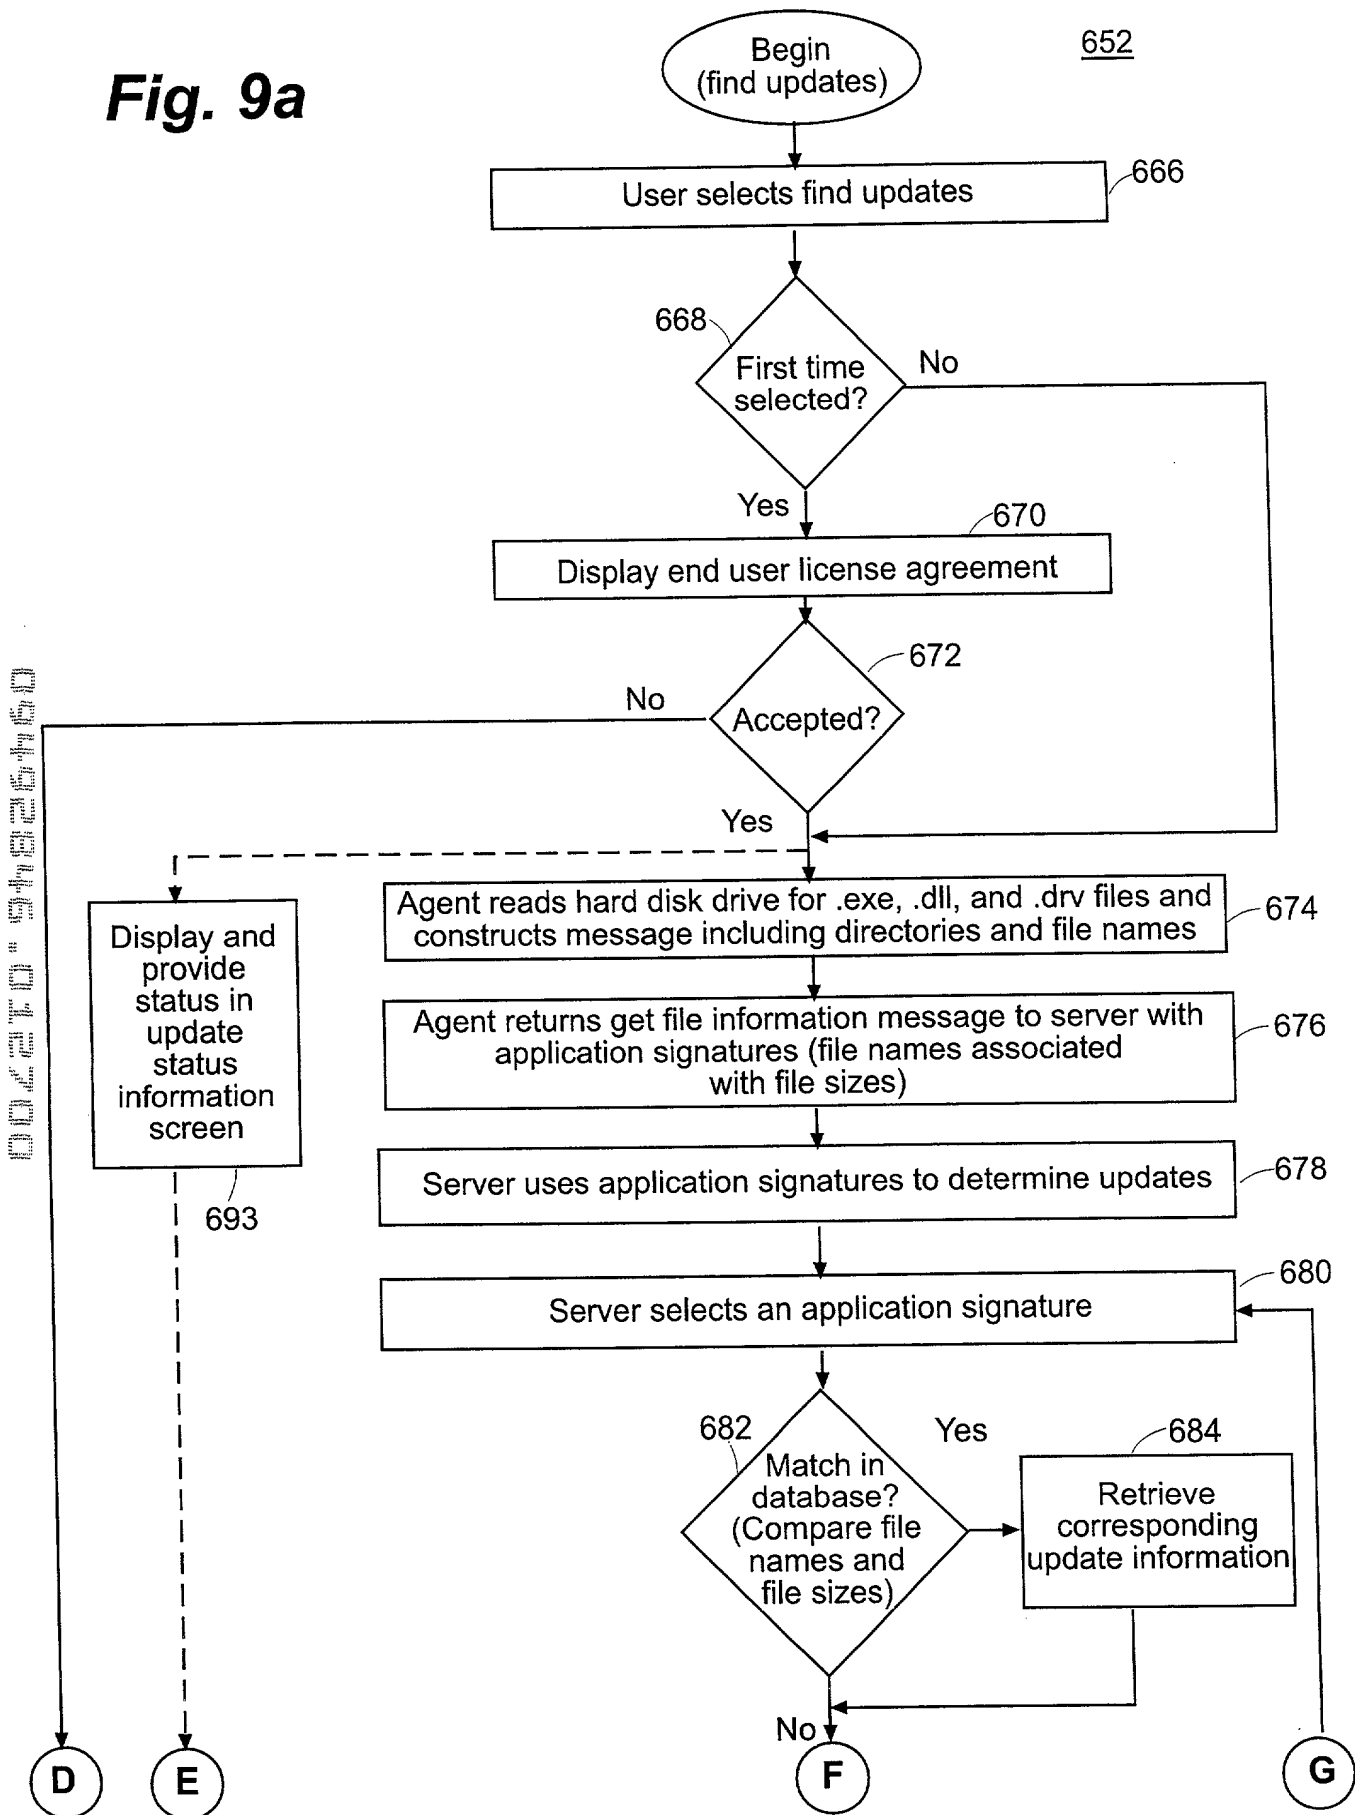 Fig. 9a
652
Begin
(find updates)
User selects find updates
666
668
First time
selected?
No
Yes
670
Display end user license agreement
672
No
Accepted?
Yes
Agent reads hard disk drive for .exe, .dll, and .drv files and
constructs message including directories and file names
674
Display and
provide
status in
update
status
information
screen
693
Agent returns get file information message to server with
application signatures (file names associated
with file sizes)
676
Server uses application signatures to determine updates
678
Server selects an application signature
680
682
Match in
database?
(Compare file
names and
file sizes)
Yes
684
Retrieve
corresponding
update information
No
D
E
F
G
09492846.012700